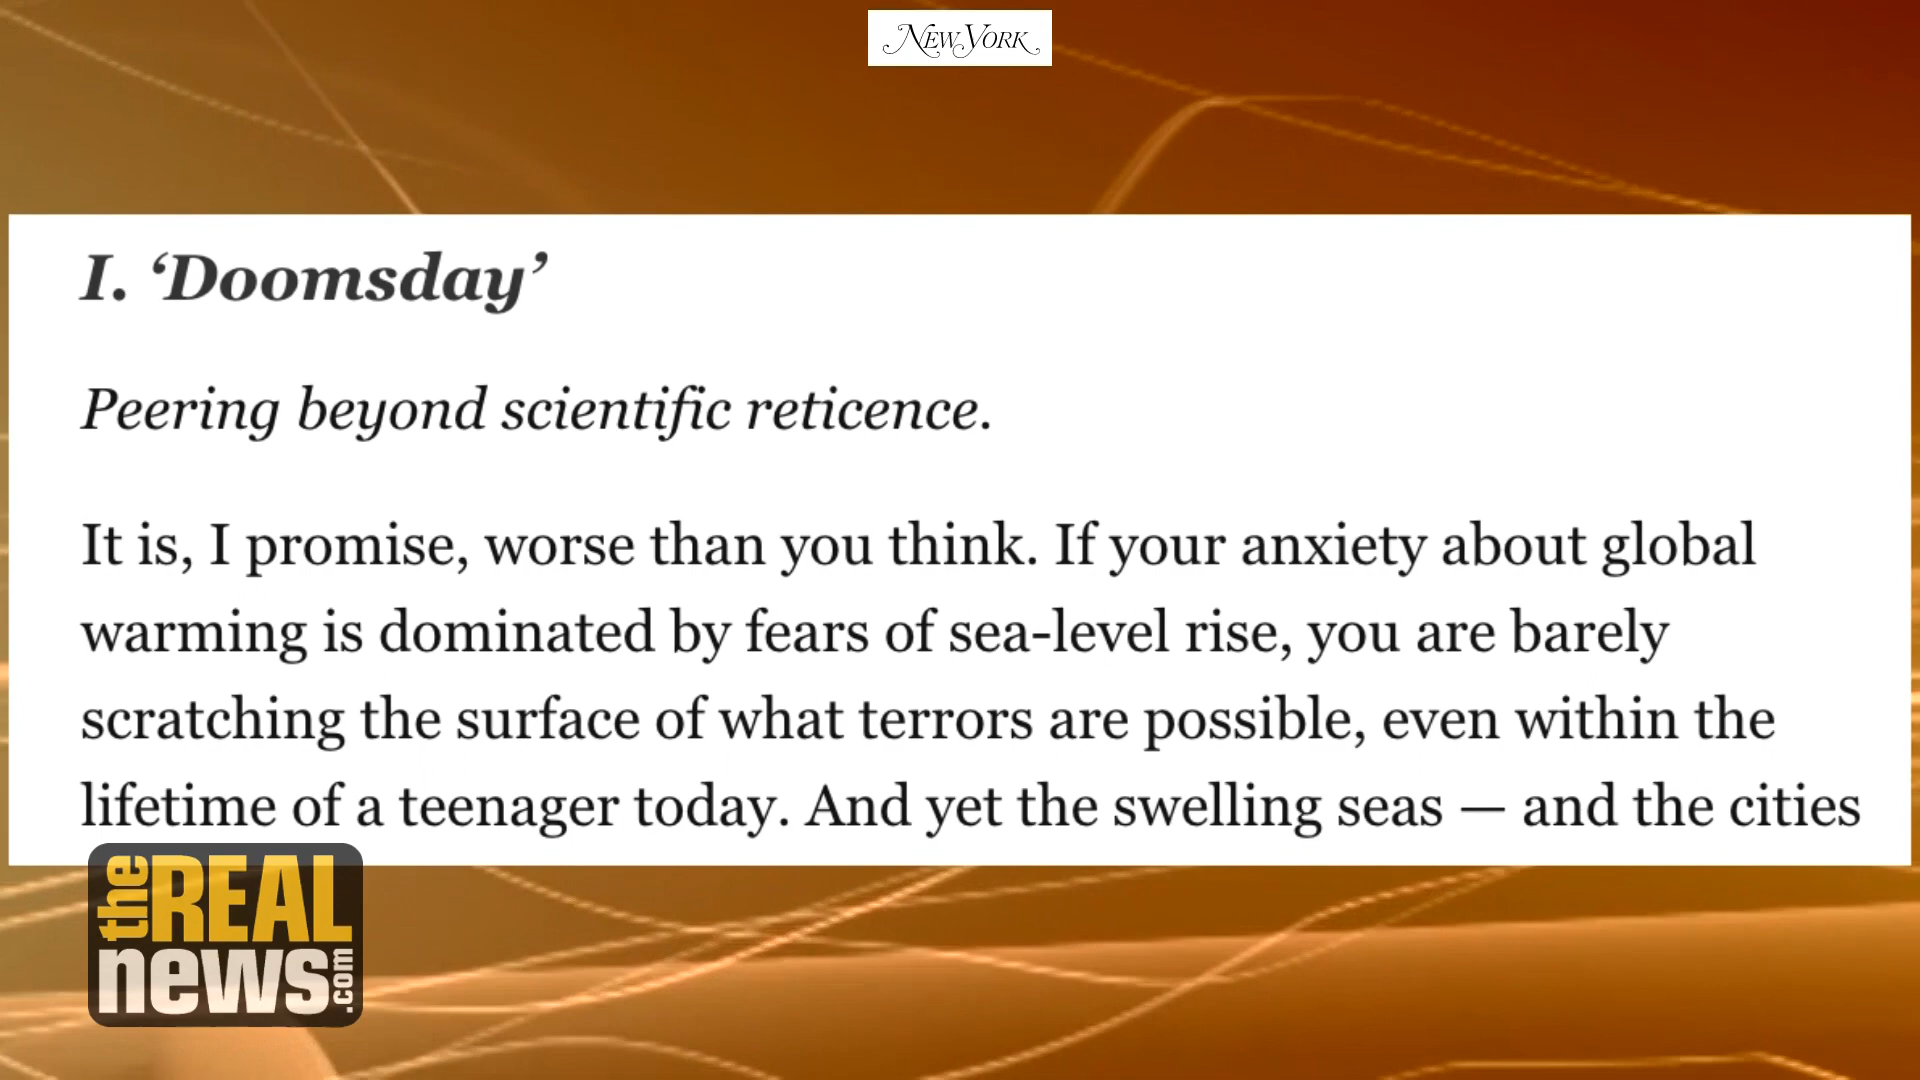 NEW YORK
I. ‘Doomsday’
Peering beyond scientific reticence.
It is, I promise, worse than you think. If your anxiety about global
warming is dominated by fears of sea-level rise, you are barely
scratching the surface of what terrors are possible, even within the
lifetime of a teenager today. And yet the swelling seas — and the cities
the REAL
news.com